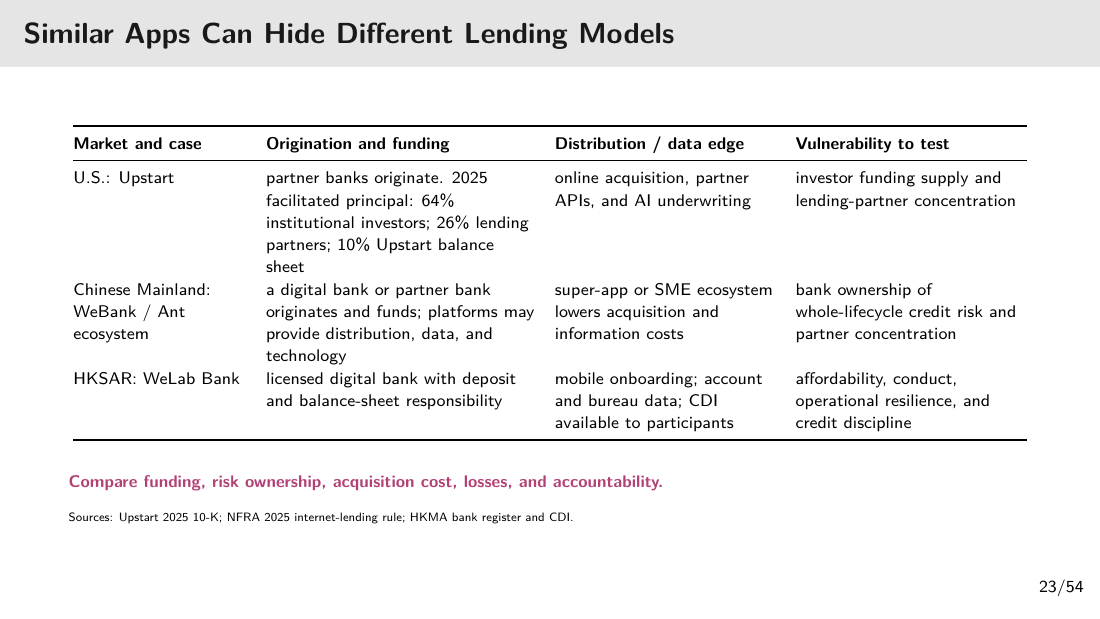 Similar Apps Can Hide Different Lending Models
Market and case
Origination and funding
Distribution / data edge
Vulnerability to test
U.S.: Upstart
partner banks originate. 2025
facilitated principal: 64%
institutional investors; 26% lending
partners; 10% Upstart balance
sheet
online acquisition, partner
APIs, and AI underwriting
investor funding supply and
lending-partner concentration
Chinese Mainland:
WeBank / Ant
ecosystem
a digital bank or partner bank
originates and funds; platforms may
provide distribution, data, and
technology
super-app or SME ecosystem
lowers acquisition and
information costs
bank ownership of
whole-lifecycle credit risk and
partner concentration
HKSAR: WeLab Bank
licensed digital bank with deposit
and balance-sheet responsibility
mobile onboarding; account
and bureau data; CDI
available to participants
affordability, conduct,
operational resilience, and
credit discipline
Compare funding, risk ownership, acquisition cost, losses, and accountability.
Sources: Upstart 2025 10-K; NFRA 2025 internet-lending rule; HKMA bank register and CDI.
23/54